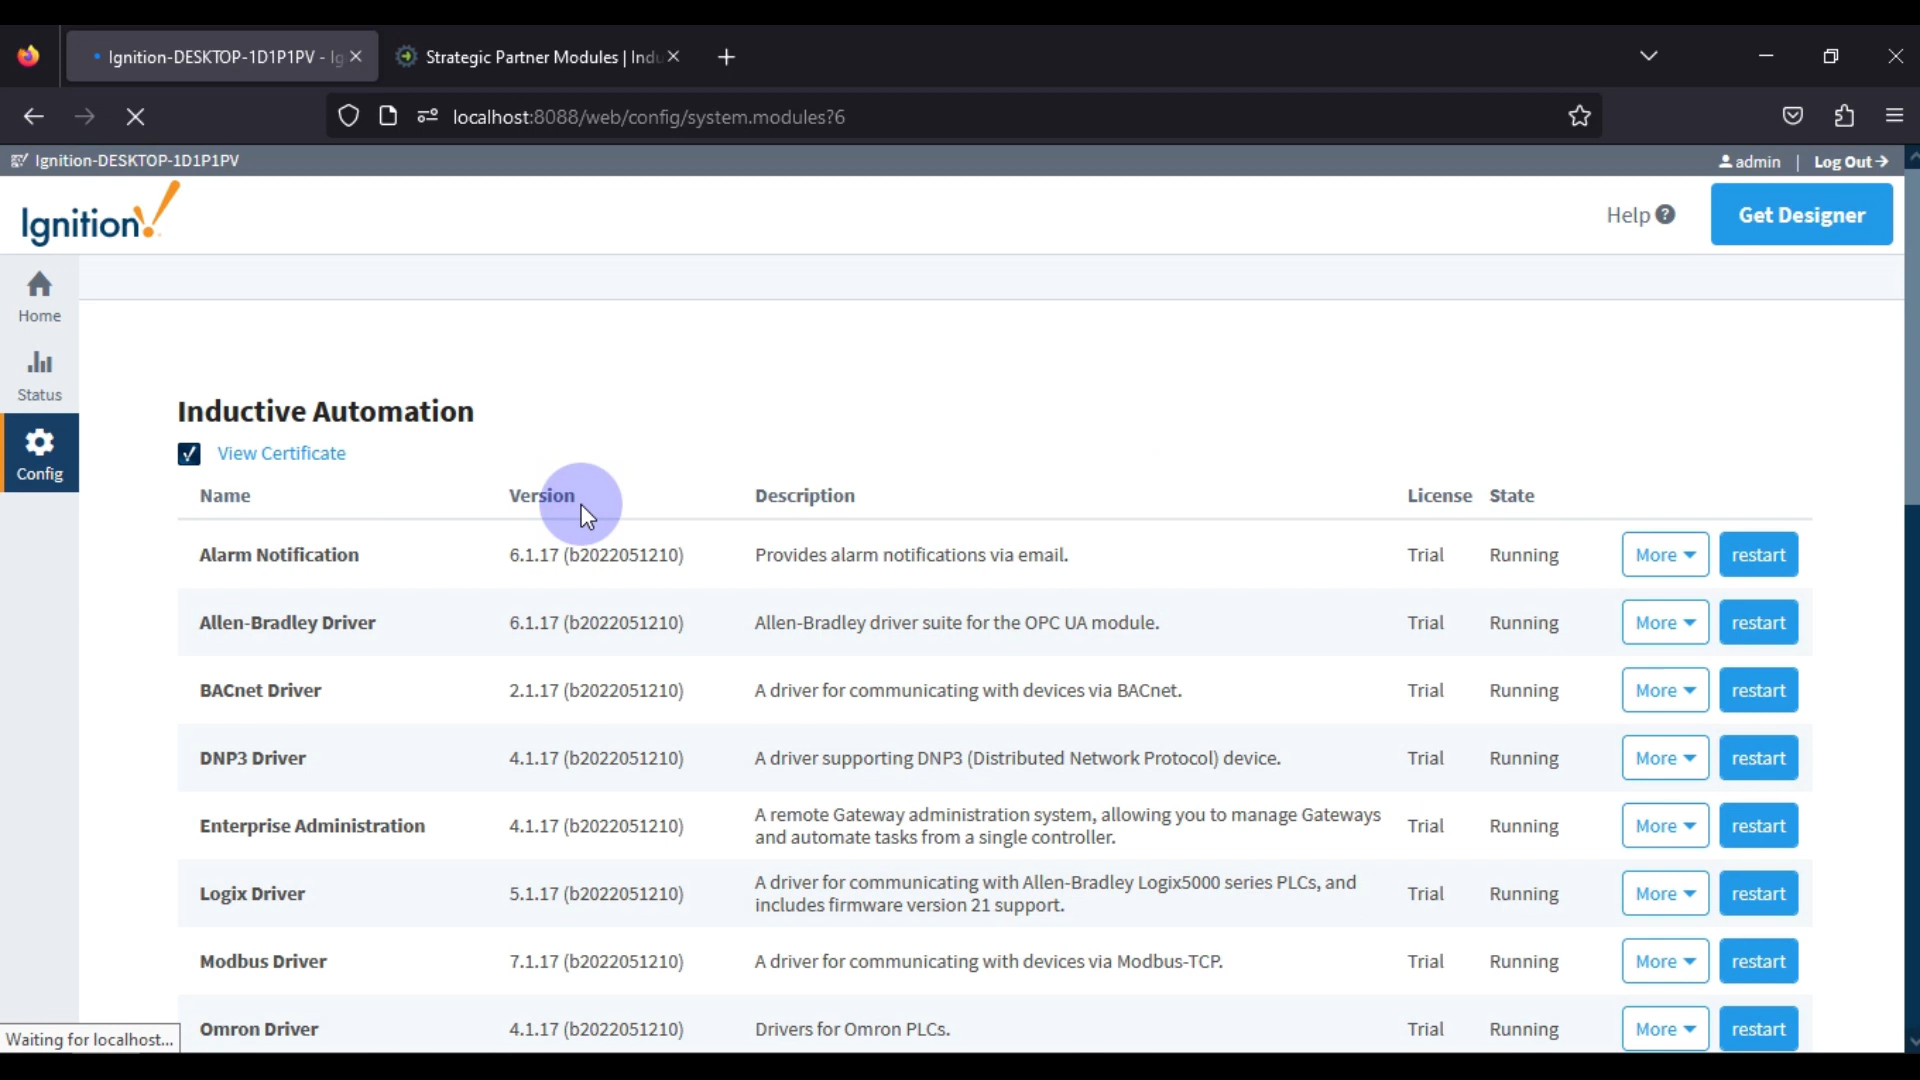 Ignition-DESKTOP-1D1P1PV - Ig
Strategic Partner Modules | Indu
localhost:8088/web/config/system.modules?6
Ignition-DESKTOP-1D1P1PV
admin | Log Out
Ignition!
Help ?
Get Designer
Home
Status
Config
Inductive Automation
View Certificate
Name Version Description License State
Alarm Notification 6.1.17 (b2022051210) Provides alarm notifications via email. Trial Running More restart
Allen-Bradley Driver 6.1.17 (b2022051210) Allen-Bradley driver suite for the OPC UA module. Trial Running More restart
BACnet Driver 2.1.17 (b2022051210) A driver for communicating with devices via BACnet. Trial Running More restart
DNP3 Driver 4.1.17 (b2022051210) A driver supporting DNP3 (Distributed Network Protocol) device. Trial Running More restart
Enterprise Administration 4.1.17 (b2022051210) A remote Gateway administration system, allowing you to manage Gateways
and automate tasks from a single controller. Trial Running More restart
Logix Driver 5.1.17 (b2022051210) A driver for communicating with Allen-Bradley Logix5000 series PLCs, and
includes firmware version 21 support. Trial Running More restart
Modbus Driver 7.1.17 (b2022051210) A driver for communicating with devices via Modbus-TCP. Trial Running More restart
Omron Driver 4.1.17 (b2022051210) Drivers for Omron PLCs. Trial Running More restart
Waiting for localhost...